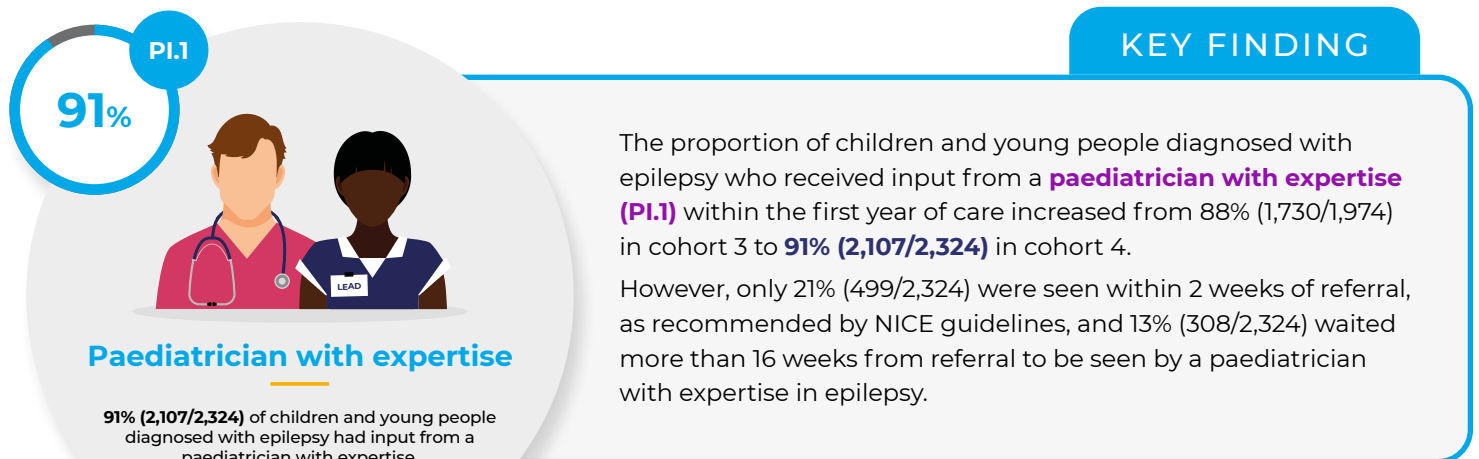 PI.1
91%
KEY FINDING
The proportion of children and young people diagnosed with
epilepsy who received input from a paediatrician with expertise
(PI.1) within the first year of care increased from 88% (1,730/1,974)
in cohort 3 to 91% (2,107/2,324) in cohort 4.
However, only 21% (499/2,324) were seen within 2 weeks of referral,
as recommended by NICE guidelines, and 13% (308/2,324) waited
more than 16 weeks from referral to be seen by a paediatrician
with expertise in epilepsy.
LEAD
Paediatrician with expertise
91% (2,107/2,324) of children and young people
diagnosed with epilepsy had input from a
paediatrician with expertise